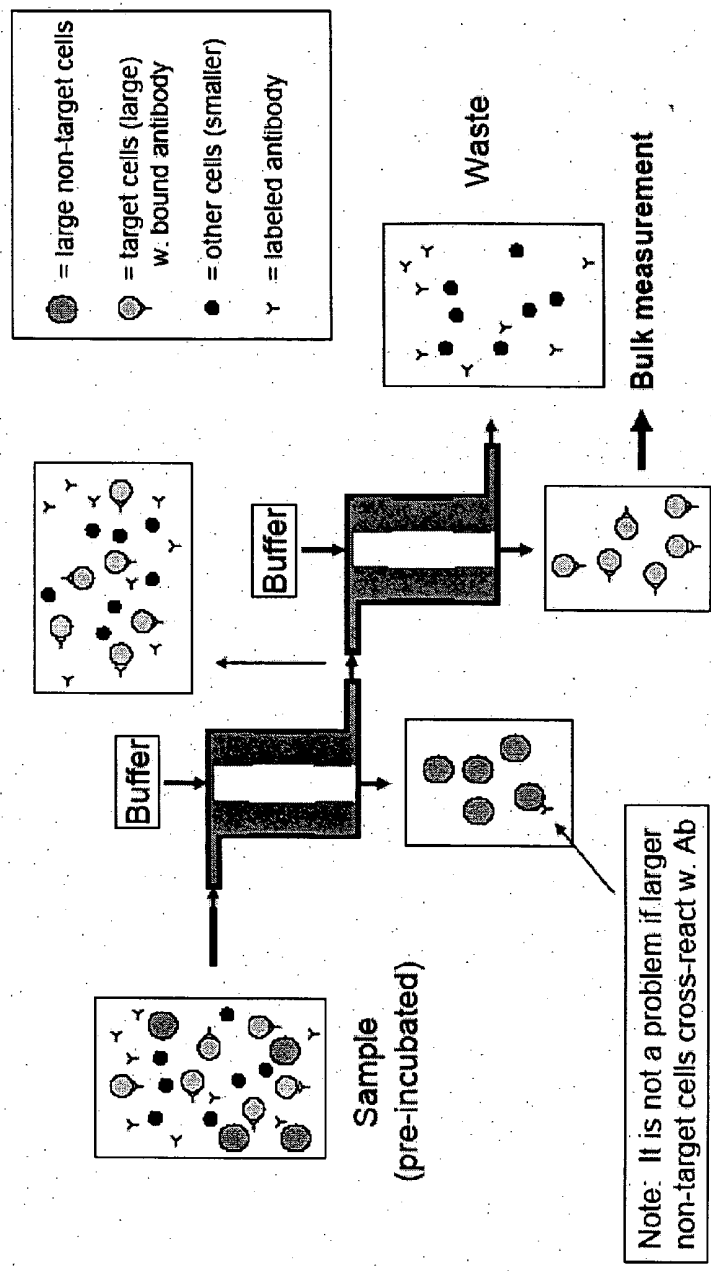 = large non-target cells
= target cells (large)
w. bound antibody
= other cells (smaller)
= labeled antibody
Buffer
Buffer
Sample
(pre-incubated)
Waste
Bulk measurement
Note: It is not a problem if larger
non-target cells cross-react w. Ab